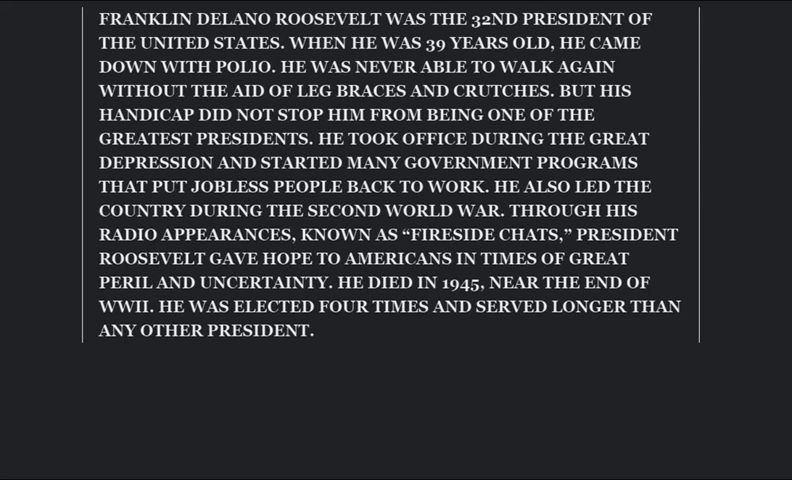 FRANKLIN DELANO ROOSEVELT WAS THE 32ND PRESIDENT OF
THE UNITED STATES. WHEN HE WAS 39 YEARS OLD, HE CAME
DOWN WITH POLIO. HE WAS NEVER ABLE TO WALK AGAIN
WITHOUT THE AID OF LEG BRACES AND CRUTCHES. BUT HIS
HANDICAP DID NOT STOP HIM FROM BEING ONE OF THE
GREATEST PRESIDENTS. HE TOOK OFFICE DURING THE GREAT
DEPRESSION AND STARTED MANY GOVERNMENT PROGRAMS
THAT PUT JOBLESS PEOPLE BACK TO WORK. HE ALSO LED THE
COUNTRY DURING THE SECOND WORLD WAR. THROUGH HIS
RADIO APPEARANCES, KNOWN AS “FIRESIDE CHATS,” PRESIDENT
ROOSEVELT GAVE HOPE TO AMERICANS IN TIMES OF GREAT
PERIL AND UNCERTAINTY. HE DIED IN 1945, NEAR THE END OF
WWII. HE WAS ELECTED FOUR TIMES AND SERVED LONGER THAN
ANY OTHER PRESIDENT.